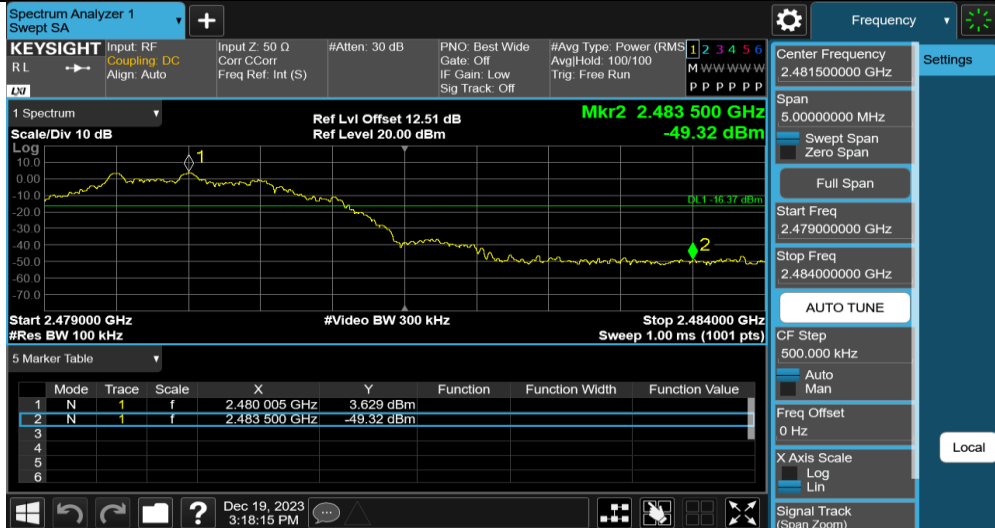 Spectrum Analyzer 1
Swept SA
+
Frequency
KEYSIGHT
RL
LXI
Input: RF
Coupling: DC
Align: Auto
Input Z: 50 Ω
Corr CCorr
Freq Ref: Int (S)
#Atten: 30 dB
PNO: Best Wide
Gate: Off
IF Gain: Low
Sig Track: Off
#Avg Type: Power (RMS
Avg|Hold: 100/100
Trig: Free Run
1 2 3 4 5 6
M W W W W W
P P P P P P
1 Spectrum
Scale/Div 10 dB
Log
Ref Lvl Offset 12.51 dB
Ref Level 20.00 dBm
Mkr2 2.483 500 GHz
-49.32 dBm
10.0
0.00
-10.0
-20.0
-30.0
-40.0
-50.0
-60.0
-70.0
1
DL1 -16.37 dBm
2
Start 2.479000 GHz
#Res BW 100 kHz
#Video BW 300 kHz
Stop 2.484000 GHz
Sweep 1.00 ms (1001 pts)
5 Marker Table
Mode Trace Scale X Y Function Function Width Function Value
1 N 1 f 2.480 005 GHz 3.629 dBm
2 N 1 f 2.483 500 GHz -49.32 dBm
3
4
5
6
?
Dec 19, 2023
3:18:15 PM
Center Frequency
2.481500000 GHz
Span
5.00000000 MHz
Swept Span
Zero Span
Full Span
Start Freq
2.479000000 GHz
Stop Freq
2.484000000 GHz
AUTO TUNE
CF Step
500.000 kHz
Auto
Man
Freq Offset
0 Hz
X Axis Scale
Log
Lin
Signal Track
(Span Zoom)
Settings
Local